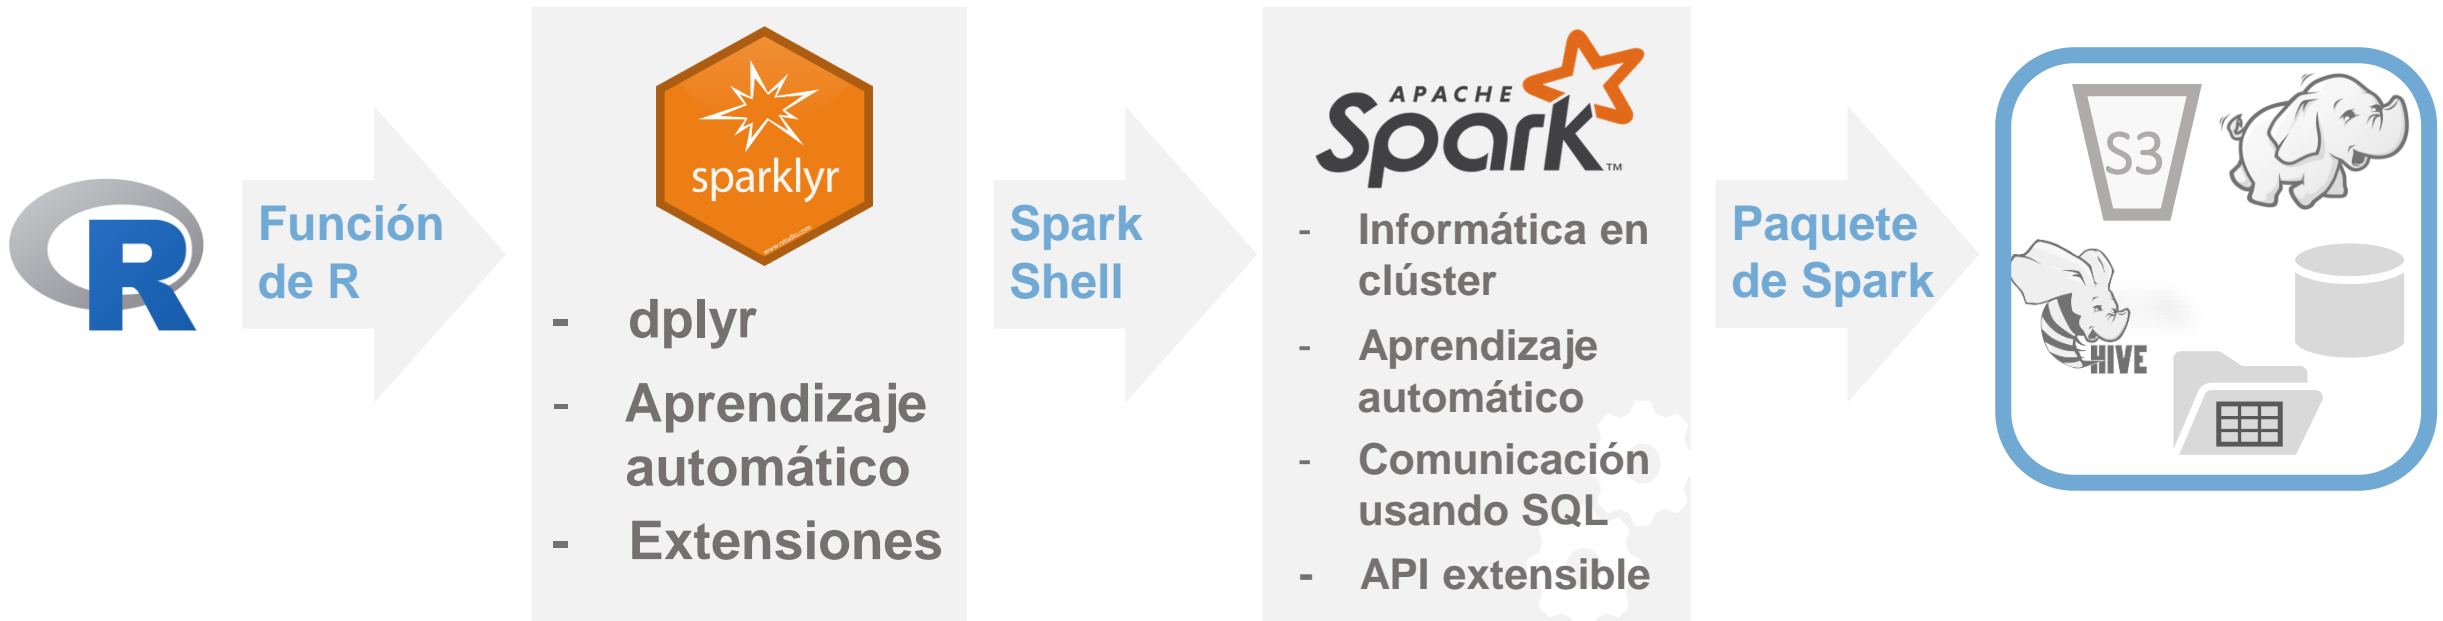 R
Función
de R
sparklyr
www.rstudio.com
- dplyr
- Aprendizaje
automático
- Extensiones
Spark
Shell
APACHE
Spark™
- Informática en
clúster
- Aprendizaje
automático
- Comunicación
usando SQL
- API extensible
Paquete
de Spark
S3
HIVE